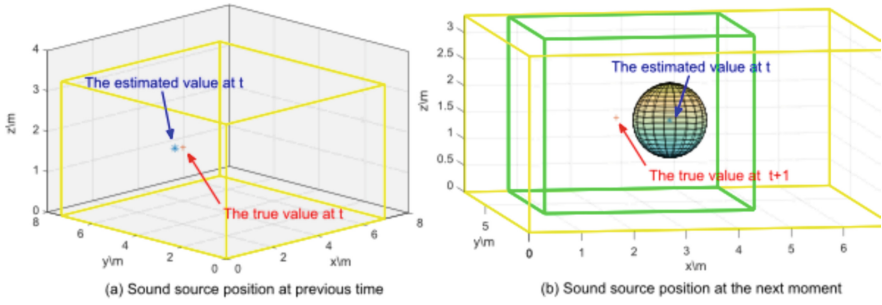 4
3
2
1
0
z\m
The estimated value at t
The true value at t
8
6
4
2
0
y\m
0
2
4
6
8
x\m
(a) Sound source position at previous time
3
2.5
2
1.5
1
0.5
0
z\m
The estimated value at t
The true value at t+1
5
0
y\m
0
1
2
3
4
5
6
x\m
(b) Sound source position at the next moment